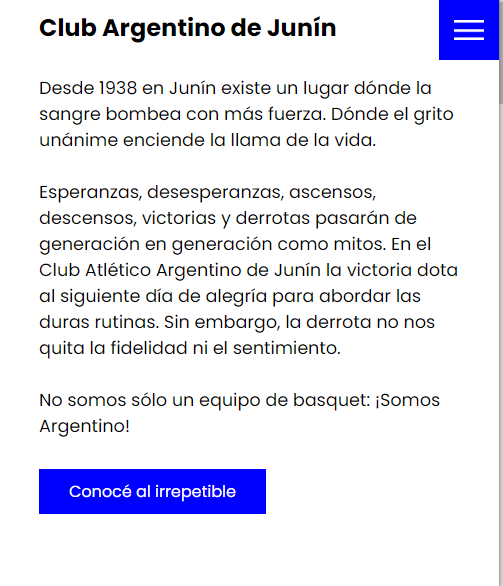 Club Argentino de Junín
Desde 1938 en Junín existe un lugar dónde la
sangre bombea con más fuerza. Dónde el grito
unánime enciende la llama de la vida.
Esperanzas, desesperanzas, ascensos,
descensos, victorias y derrotas pasarán de
generación en generación como mitos. En el
Club Atlético Argentino de Junín la victoria dota
al siguiente día de alegría para abordar las
duras rutinas. Sin embargo, la derrota no nos
quita la fidelidad ni el sentimiento.
No somos sólo un equipo de basquet: ¡Somos
Argentino!
Conocé al irrepetible